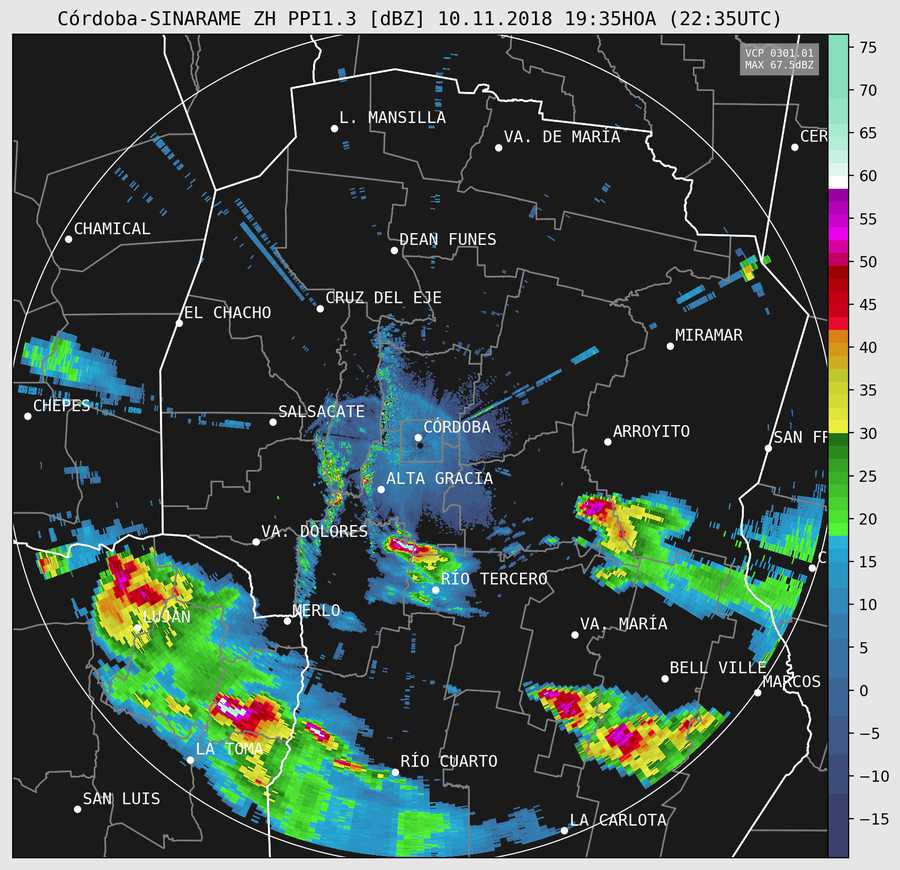 Córdoba-SINARAME ZH PPI1.3 [dBZ] 10.11.2018 19:35HOA (22:35UTC)
VCP 0301.01
MAX 67.5dBZ
L. MANSILLA
VA. DE MARÍA
CER
CHAMICAL
DEAN FUNES
EL CHACHO
CRUZ DEL EJE
MIRAMAR
CHEPES
SALSACATE
CÓRDOBA
ARROYITO
SAN FR
ALTA GRACIA
VA. DOLORES
C
RÍO TERCERO
LUJÁN
MERLO
VA. MARÍA
BELL VILLE
MARCOS
LA TOMA
RÍO CUARTO
SAN LUIS
LA CARLOTA
75
70
65
60
55
50
45
40
35
30
25
20
15
10
5
0
−5
−10
−15